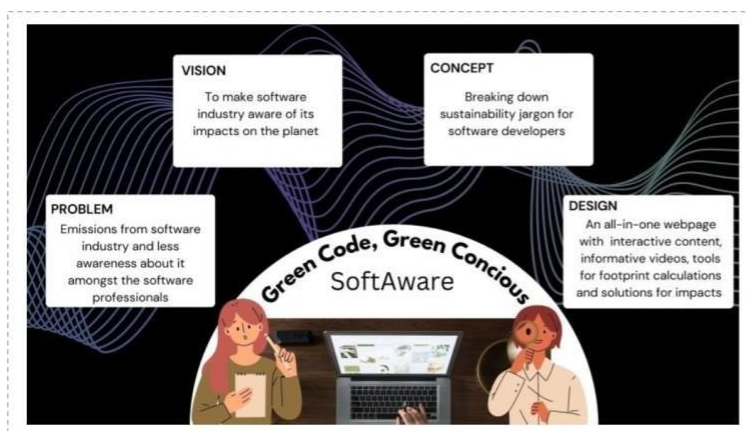 PROBLEM
Emissions from software
industry and less
awareness about it
amongst the software
professionals
VISION
To make software
industry aware of its
impacts on the planet
CONCEPT
Breaking down
sustainability jargon for
software developers
DESIGN
An all-in-one webpage
with interactive content,
informative videos, tools
for footprint calculations
and solutions for impacts
Green Code, Green Concious
SoftAware